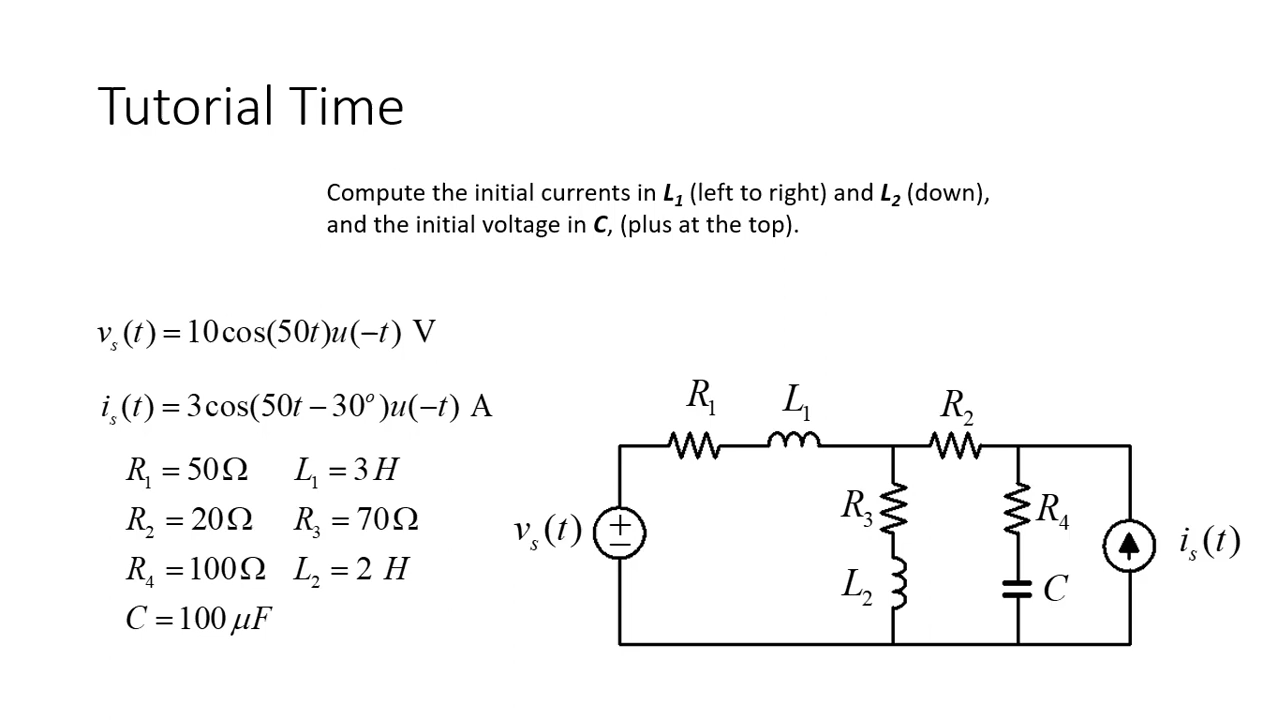 Tutorial Time
Compute the initial currents in L₁ (left to right) and L₂ (down),
and the initial voltage in C, (plus at the top).
vₛ(t) = 10cos(50t)u(−t) V
iₛ(t) = 3cos(50t − 30°)u(−t) A
R₁ = 50Ω L₁ = 3H
R₂ = 20Ω R₃ = 70Ω
R₄ = 100Ω L₂ = 2 H
C = 100 μF
R₁ L₁ R₂
R₃ R₄
vₛ(t) + − iₛ(t)
L₂ C